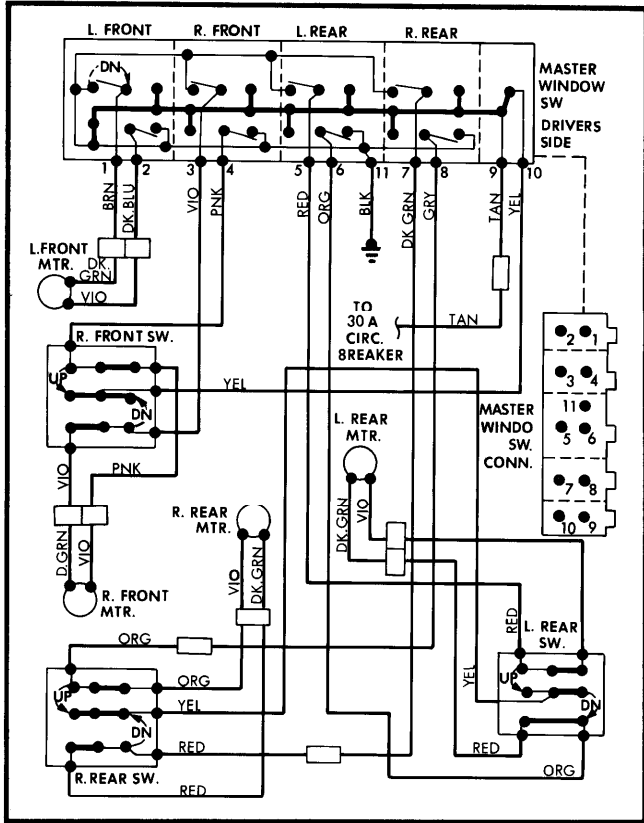 L. FRONT
R. FRONT
L. REAR
R. REAR
DN
MASTER
WINDOW
SW
DRIVERS
SIDE
1
2
3
4
5
6
11
7
8
9
10
BRN
DK.BLU
VIO
PNK
RED
ORG
BLK
DK GRN
GRY
TAN
YEL
L.FRONT
MTR.
DK.
GRN
VIO
TO
30 A
CIRC.
BREAKER
TAN
R. FRONT SW.
UP
DN
YEL
VIO
PNK
D.GRN
VIO
R. FRONT
MTR.
L. REAR
MTR.
DK.GRN
VIO
MASTER
WINDO
SW.
CONN.
2
1
3
4
11
5
6
7
8
10
9
R. REAR
MTR.
VIO
DK.GRN
ORG
UP
DN
ORG
YEL
RED
R.REAR SW.
RED
RED
L. REAR
SW.
YEL
UP
DN
RED
ORG